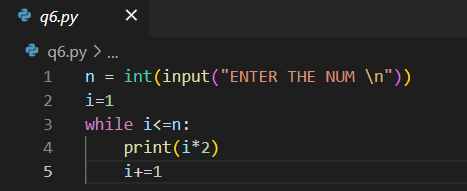 q6.py ×
q6.py > ...
1 n = int(input("ENTER THE NUM \n"))
2 i=1
3 while i<=n:
4     print(i*2)
5     i+=1